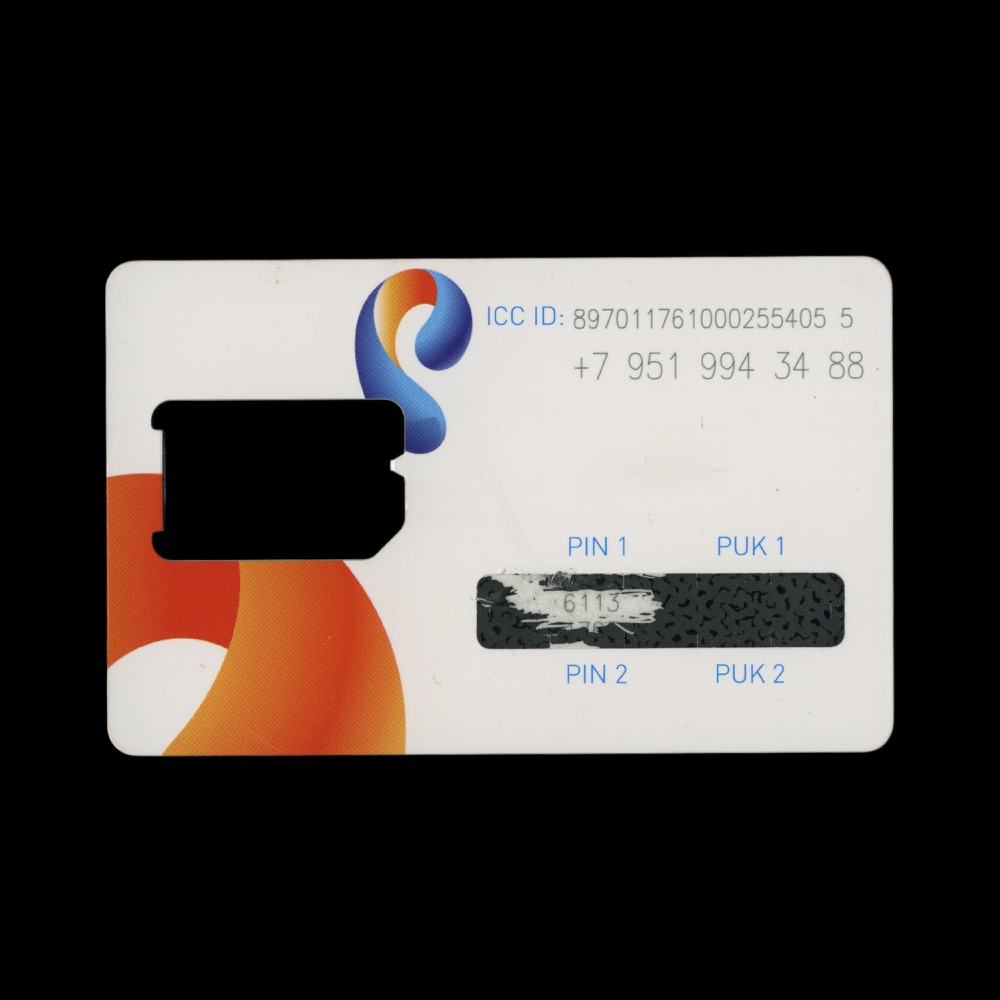 ICC ID: 897011761000255405 5
+7 951 994 34 88
PIN 1 PUK 1
6113
PIN 2 PUK 2